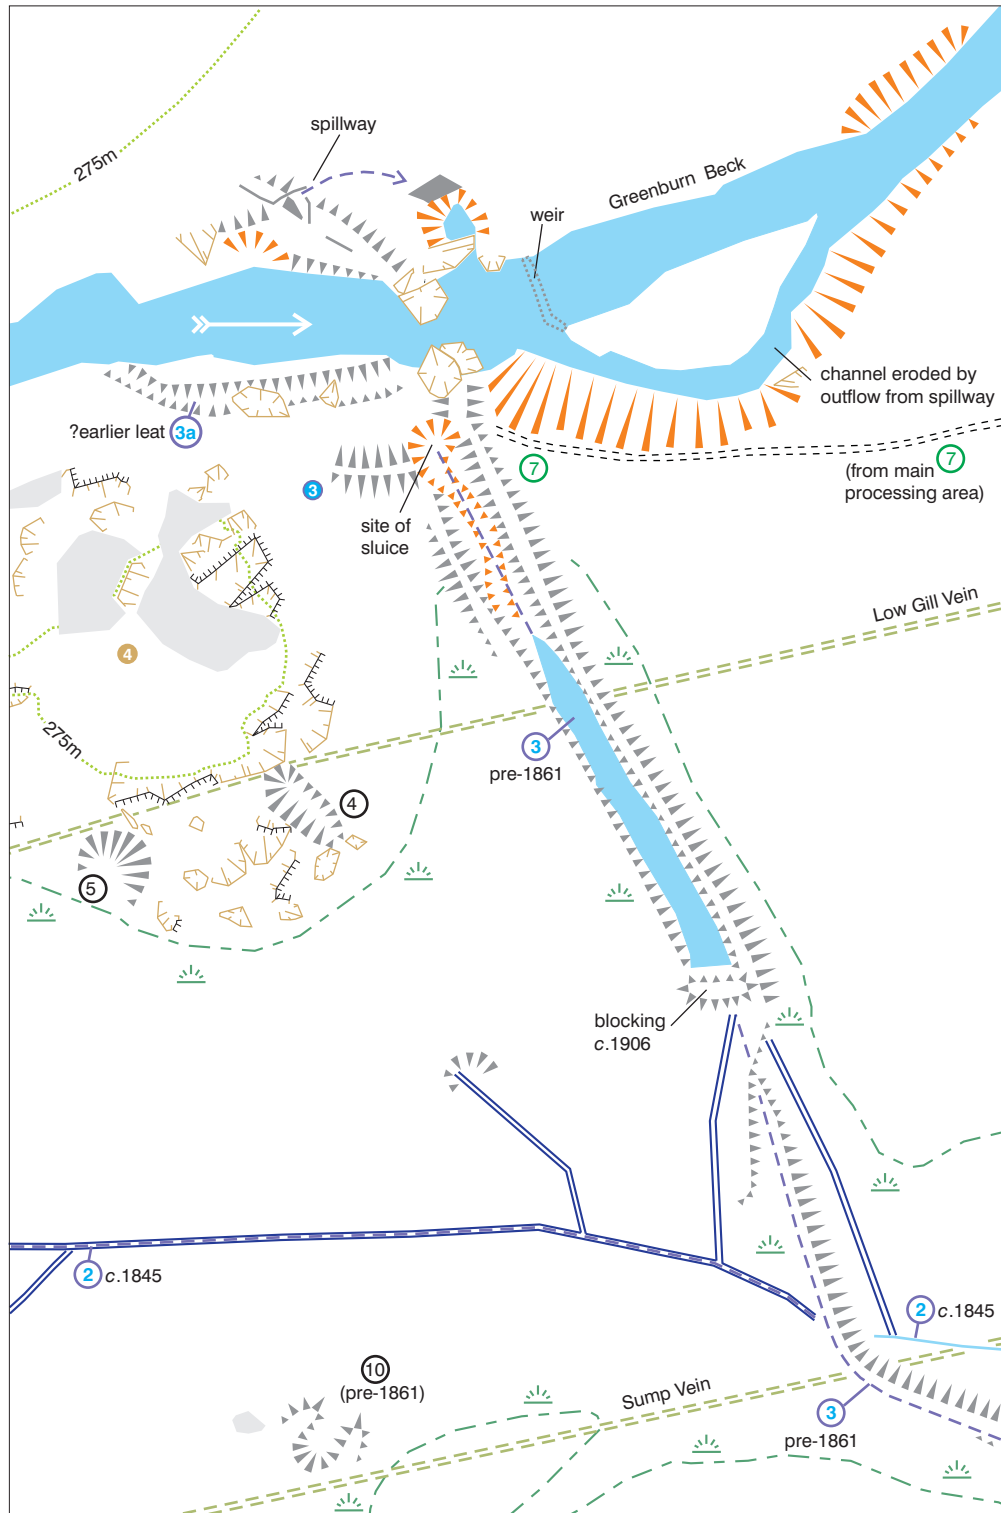 spillway
275m
Greenburn Beck
weir
channel eroded by
outflow from spillway
?earlier leat
3a
7
7
(from main
processing area)
3
site of
sluice
Low Gill Vein
4
275m
3
pre-1861
4
5
blocking
c.1906
2 c.1845
2 c.1845
10
(pre-1861)
Sump Vein
3
pre-1861